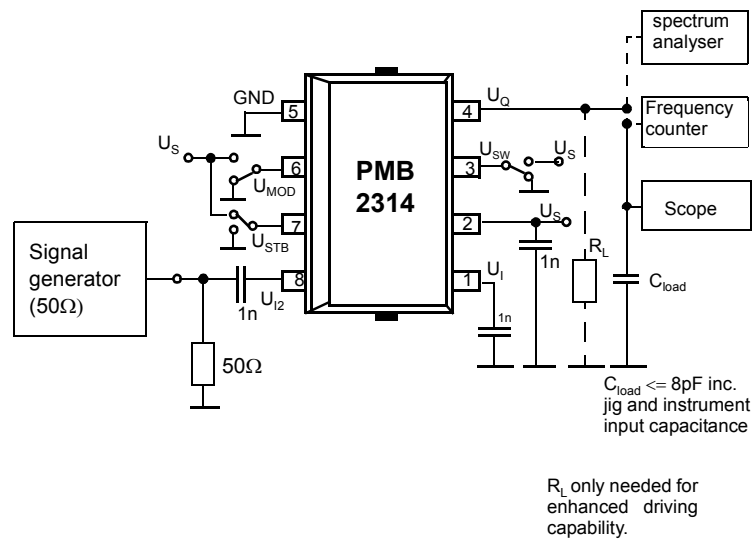 spectrum
analyser
GND
5
4
U_Q
Frequency
counter
U_S
6
U_MOD
PMB
2314
3
U_SW
U_S
7
U_STB
2
U_S
Scope
Signal
generator
(50Ω)
1n
U_I2
8
1
U_I
1n
1n
R_L
C_load
50Ω
C_load <= 8pF inc.
jig and instrument
input capacitance
R_L only needed for
enhanced driving
capability.